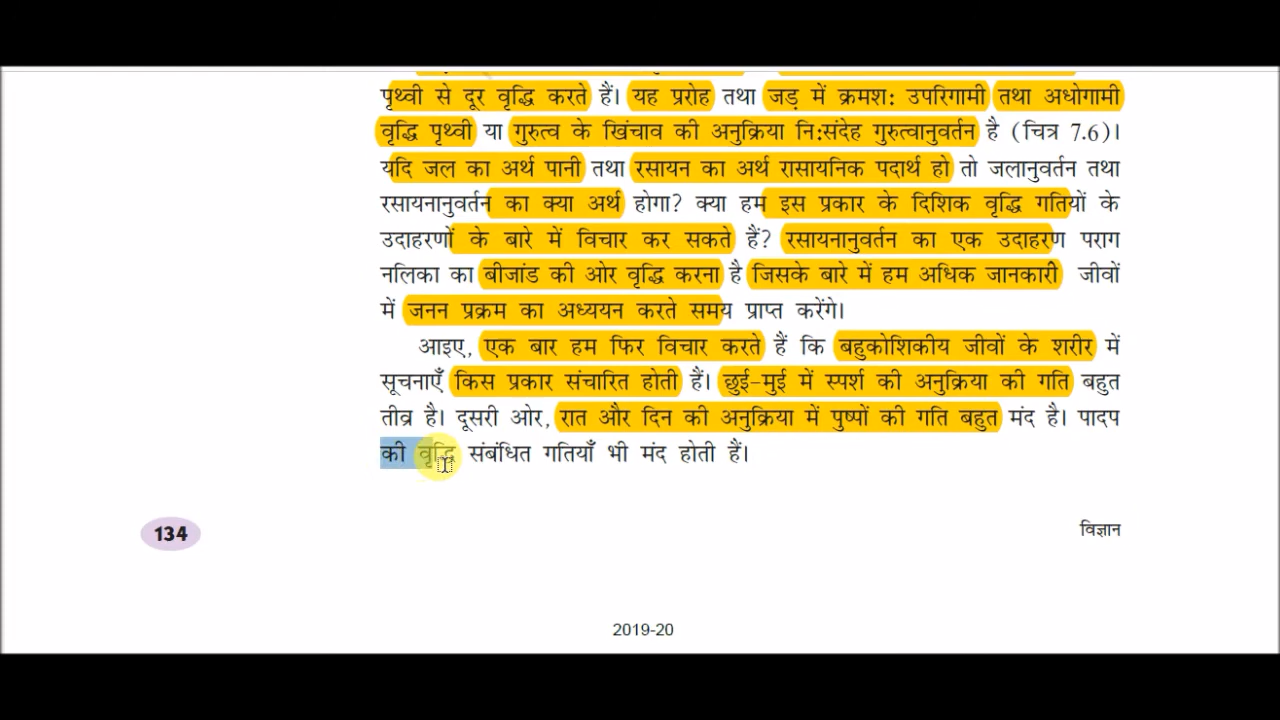 पृथ्वी से दूर वृद्धि करते हैं। यह प्ररोह तथा जड़ में क्रमश: उपरिगामी तथा अधोगामी
वृद्धि पृथ्वी या गुरुत्व के खिंचाव की अनुक्रिया नि:संदेह गुरुत्वानुवर्तन है (चित्र 7.6)।
यदि जल का अर्थ पानी तथा रसायन का अर्थ रासायनिक पदार्थ हो तो जलानुवर्तन तथा
रसायनानुवर्तन का क्या अर्थ होगा? क्या हम इस प्रकार के दिशिक वृद्धि गतियों के
उदाहरणों के बारे में विचार कर सकते हैं? रसायनानुवर्तन का एक उदाहरण पराग
नलिका का बीजांड की ओर वृद्धि करना है जिसके बारे में हम अधिक जानकारी जीवों
में जनन प्रक्रम का अध्ययन करते समय प्राप्त करेंगे।
आइए, एक बार हम फिर विचार करते हैं कि बहुकोशिकीय जीवों के शरीर में
सूचनाएँ किस प्रकार संचारित होती हैं। छुई-मुई में स्पर्श की अनुक्रिया की गति बहुत
तीव्र है। दूसरी ओर, रात और दिन की अनुक्रिया में पुष्पों की गति बहुत मंद है। पादप
की वृद्धि संबंधित गतियाँ भी मंद होती हैं।
134
विज्ञान
2019-20